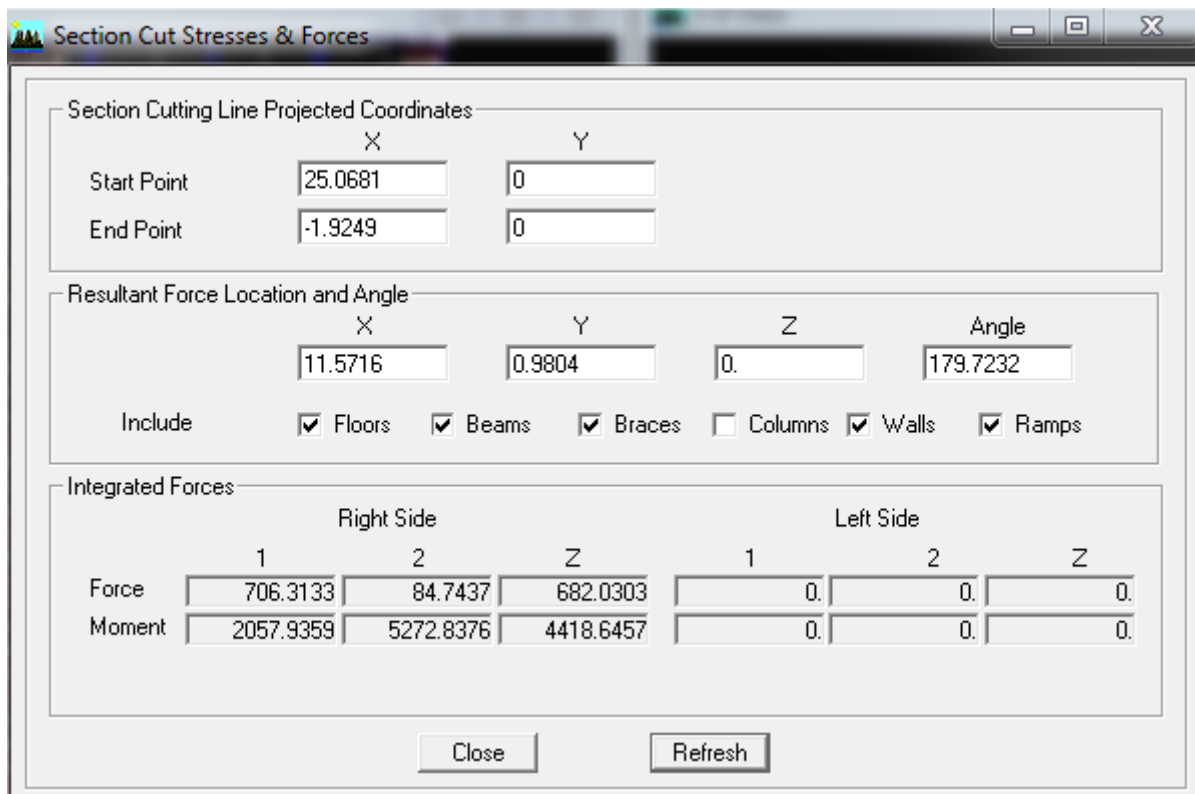 Section Cut Stresses & Forces
Section Cutting Line Projected Coordinates
X Y
Start Point 25.0681 0
End Point -1.9249 0
Resultant Force Location and Angle
X Y Z Angle
11.5716 0.9804 0. 179.7232
Include Floors Beams Braces Columns Walls Ramps
Integrated Forces
Right Side Left Side
1 2 Z 1 2 Z
Force 706.3133 84.7437 682.0303 0. 0. 0.
Moment 2057.9359 5272.8376 4418.6457 0. 0. 0.
Close Refresh